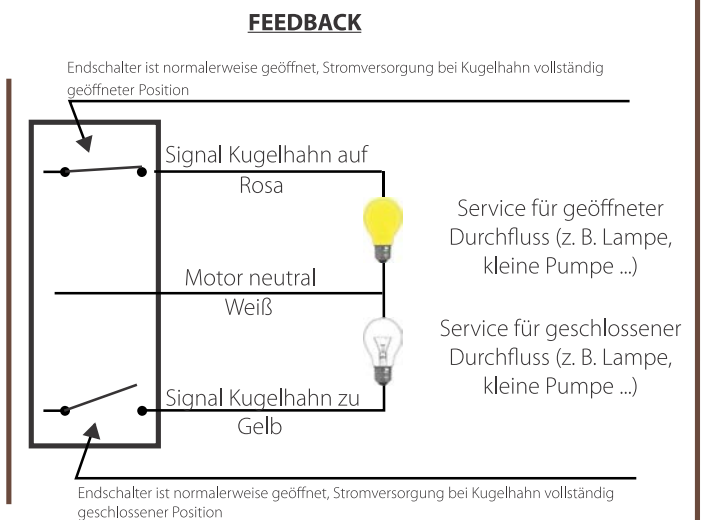 FEEDBACK
Endschalter ist normalerweise geöffnet, Stromversorgung bei Kugelhahn vollständig
geöffneter Position
Signal Kugelhahn auf
Rosa
Service für geöffneter
Durchfluss (z. B. Lampe,
kleine Pumpe ...)
Motor neutral
Weiß
Service für geschlossener
Durchfluss (z. B. Lampe,
kleine Pumpe ...)
Signal Kugelhahn zu
Gelb
Endschalter ist normalerweise geöffnet, Stromversorgung bei Kugelhahn vollständig
geschlossener Position